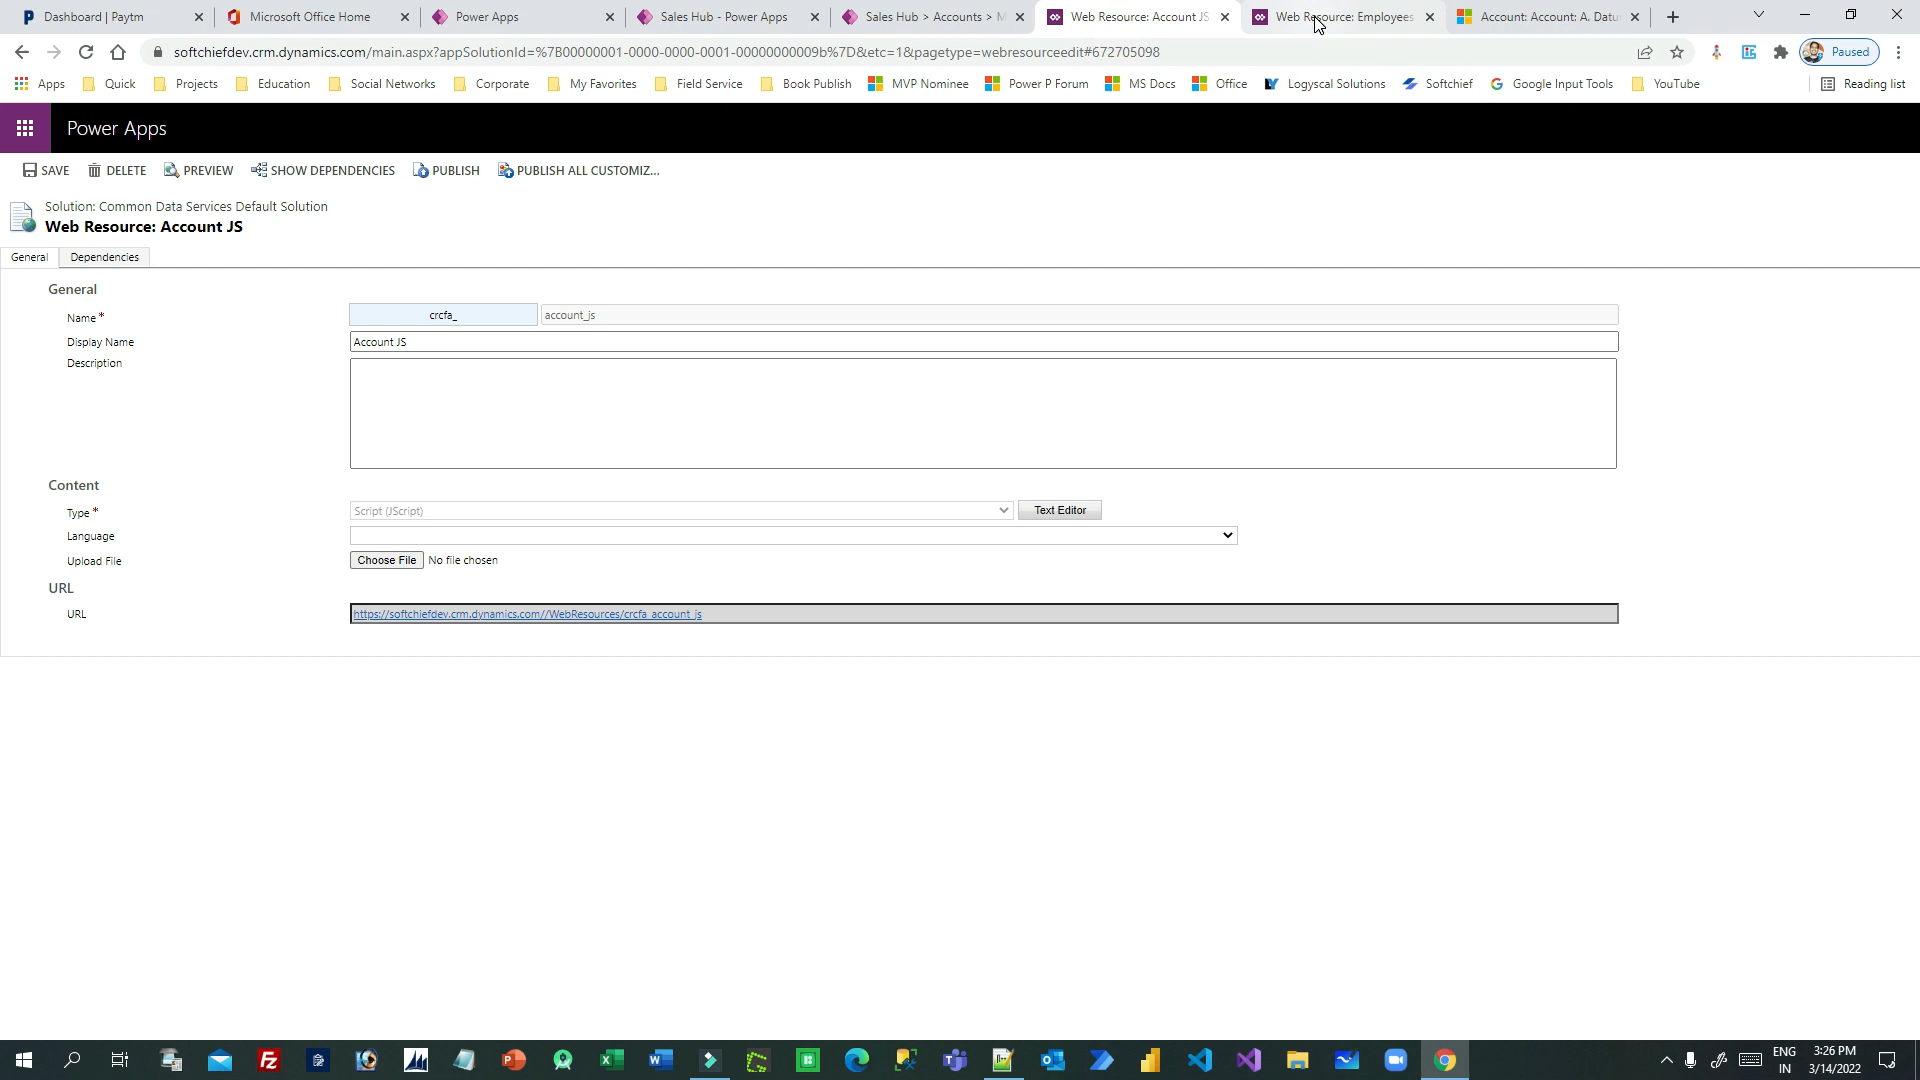 Dashboard | Paytm
Microsoft Office Home
Power Apps
Sales Hub - Power Apps
Sales Hub > Accounts > M
Web Resource: Account JS
Web Resource: Employees
Account: Account: A. Datu
softchiefdev.crm.dynamics.com/main.aspx?appSolutionId=%7B00000001-0000-0000-0001-00000000009b%7D&etc=1&pagetype=webresourceedit#672705098
Paused
Apps Quick Projects Education Social Networks Corporate My Favorites Field Service Book Publish MVP Nominee Power P Forum MS Docs Office Logyscal Solutions Softchief Google Input Tools YouTube Reading list
Power Apps
SAVE DELETE PREVIEW SHOW DEPENDENCIES PUBLISH PUBLISH ALL CUSTOMIZ...
Solution: Common Data Services Default Solution
Web Resource: Account JS
General Dependencies
General
Name * crcfa_ account_js
Display Name Account JS
Description
Content
Type * Script (JScript) Text Editor
Language
Upload File Choose File No file chosen
URL
URL https://softchiefdev.crm.dynamics.com//WebResources/crcfa_account_js
ENG 3:26 PM
IN 3/14/2022